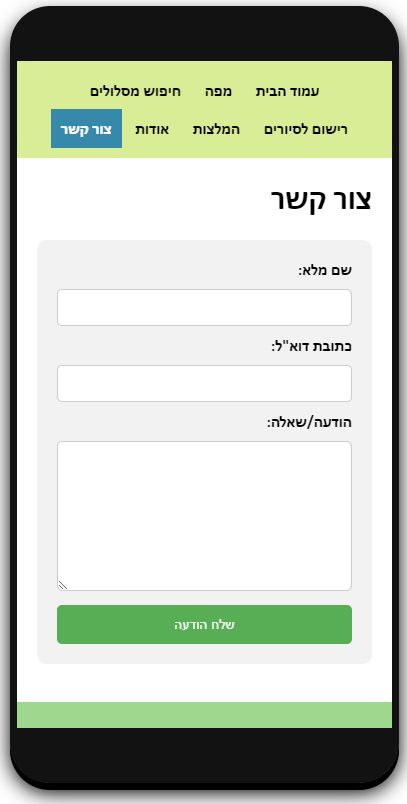 עמוד הבית מפה חיפוש מסלולים
רישום לסיורים המלצות אודות צור קשר
צור קשר
שם מלא:
כתובת דוא"ל:
הודעה/שאלה:
שלח הודעה